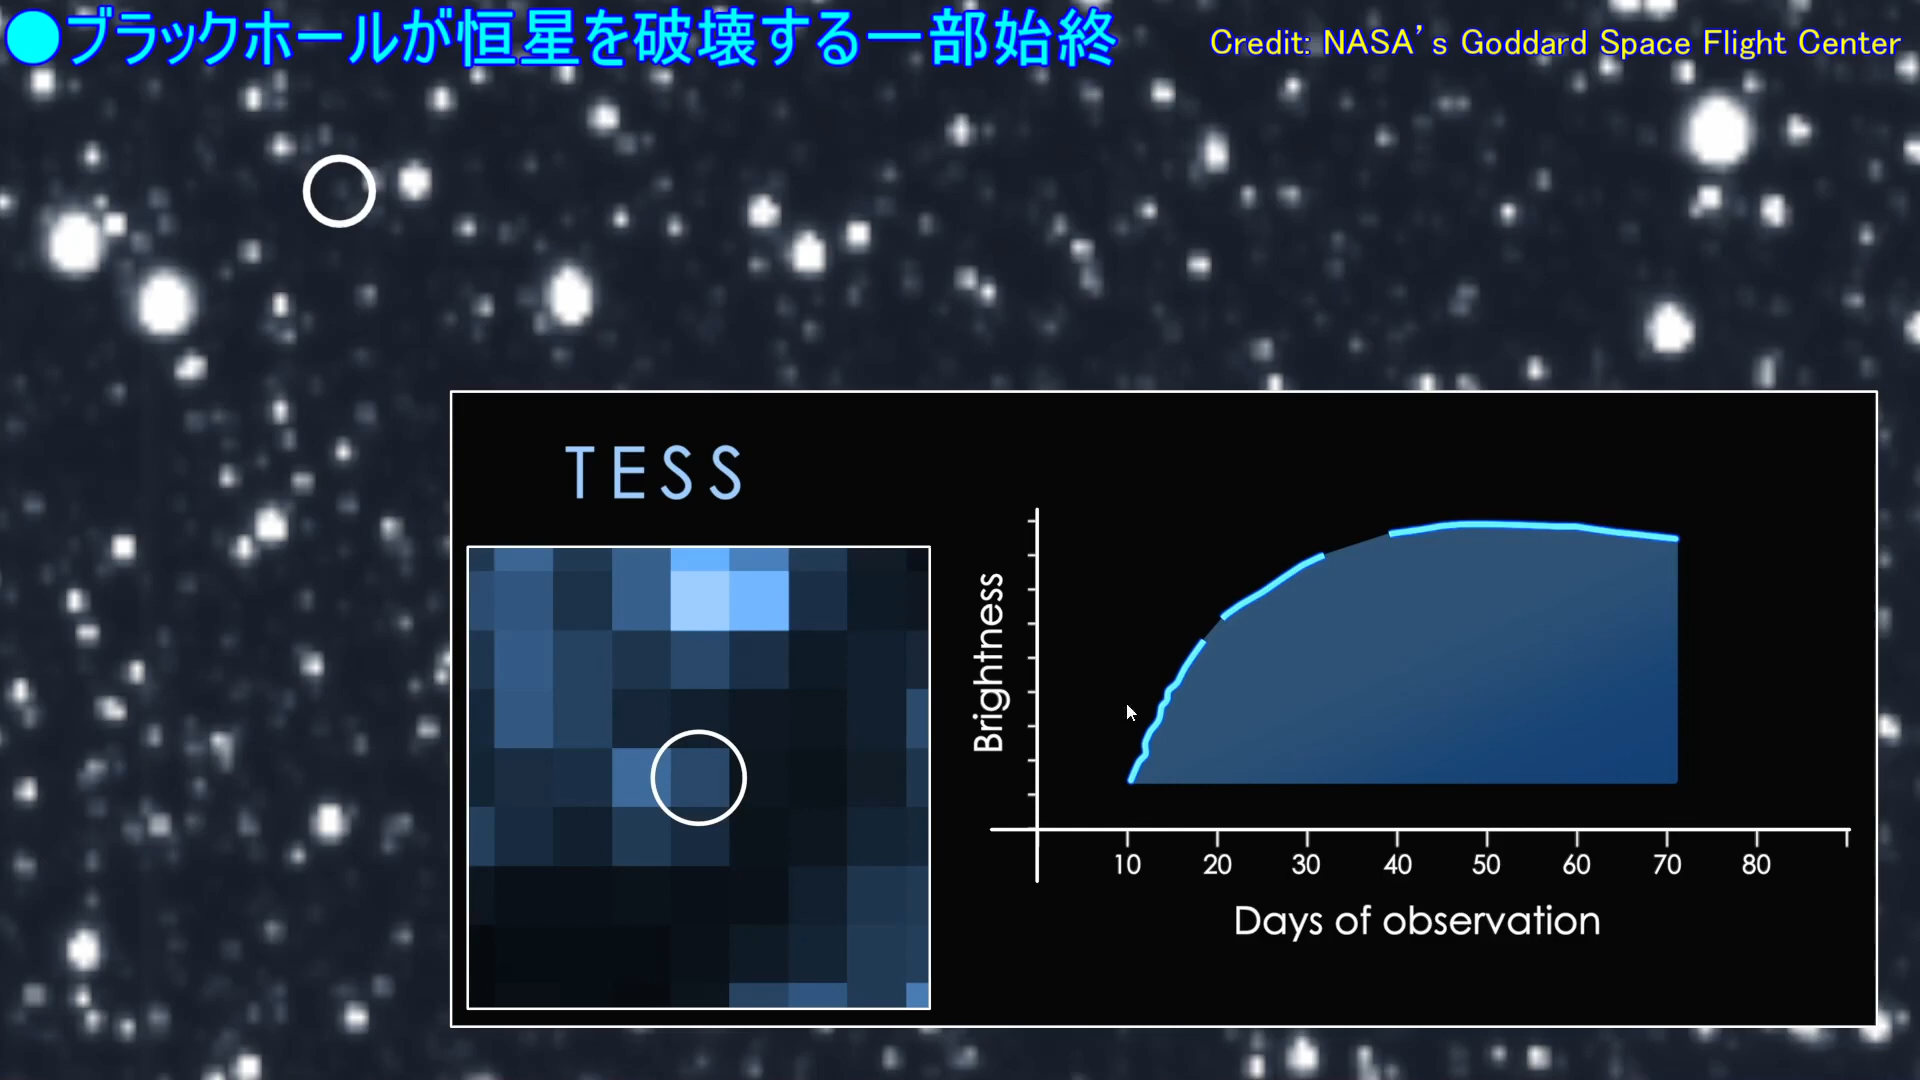 ●ブラックホールが恒星を破壊する一部始終
Credit: NASA's Goddard Space Flight Center
TESS
Brightness
10 20 30 40 50 60 70 80
Days of observation